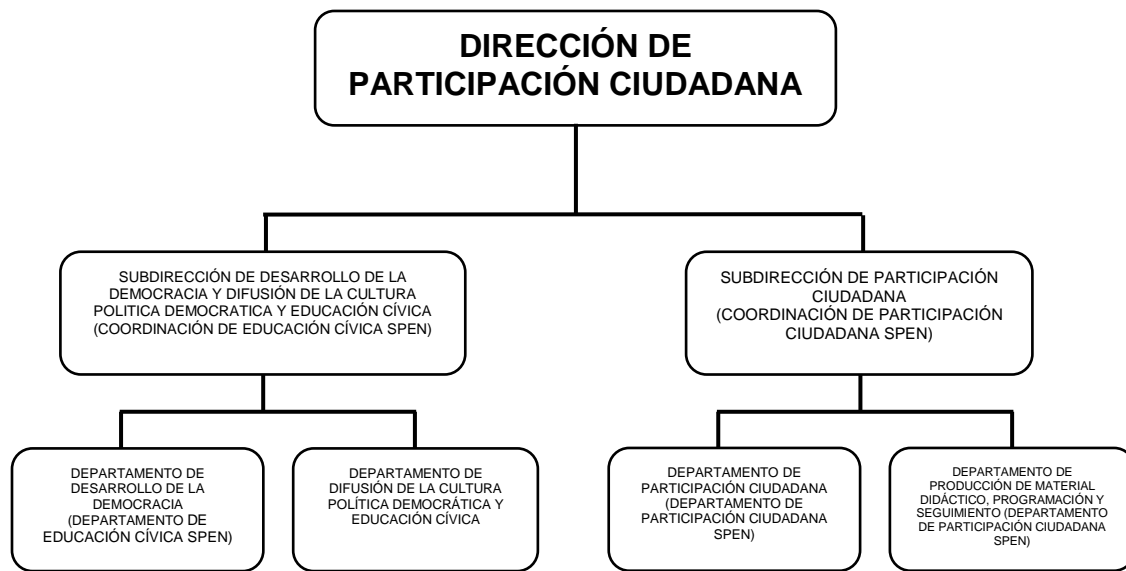 DIRECCIÓN DE
PARTICIPACIÓN CIUDADANA
SUBDIRECCIÓN DE DESARROLLO DE LA
DEMOCRACIA Y DIFUSIÓN DE LA CULTURA
POLITICA DEMOCRATICA Y EDUCACIÓN CÍVICA
(COORDINACIÓN DE EDUCACIÓN CÍVICA SPEN)
SUBDIRECCIÓN DE PARTICIPACIÓN
CIUDADANA
(COORDINACIÓN DE PARTICIPACIÓN
CIUDADANA SPEN)
DEPARTAMENTO DE
DESARROLLO DE LA
DEMOCRACIA
(DEPARTAMENTO DE
EDUCACIÓN CÍVICA SPEN)
DEPARTAMENTO DE
DIFUSIÓN DE LA CULTURA
POLÍTICA DEMOCRÁTICA Y
EDUCACIÓN CÍVICA
DEPARTAMENTO DE
PARTICIPACIÓN CIUDADANA
(DEPARTAMENTO DE
PARTICIPACIÓN CIUDADANA
SPEN)
DEPARTAMENTO DE
PRODUCCIÓN DE MATERIAL
DIDÁCTICO, PROGRAMACIÓN Y
SEGUIMIENTO (DEPARTAMENTO
DE PARTICIPACIÓN CIUDADANA
SPEN)